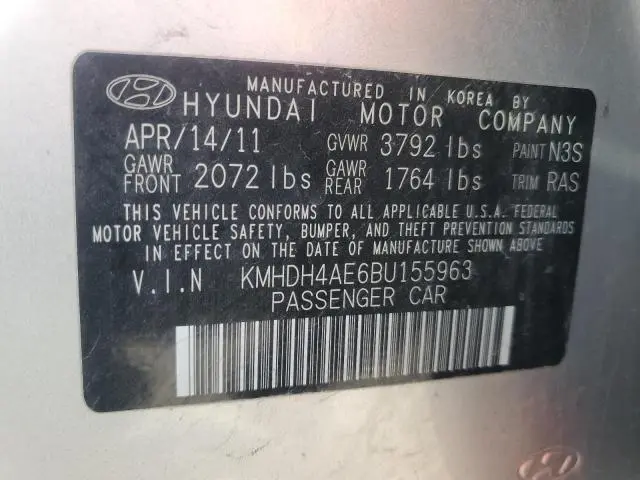 MANUFACTURED IN KOREA BY
HYUNDAI MOTOR COMPANY
APR/14/11 GVWR 3792 lbs PAINT N3S
GAWR FRONT 2072 lbs GAWR REAR 1764 lbs TRIM RAS
THIS VEHICLE CONFORMS TO ALL APPLICABLE U.S.A. FEDERAL
MOTOR VEHICLE SAFETY, BUMPER, AND THEFT PREVENTION STANDARDS
IN EFFECT ON THE DATE OF MANUFACTURE SHOWN ABOVE.
V.I.N KMHDH4AE6BU155963
PASSENGER CAR